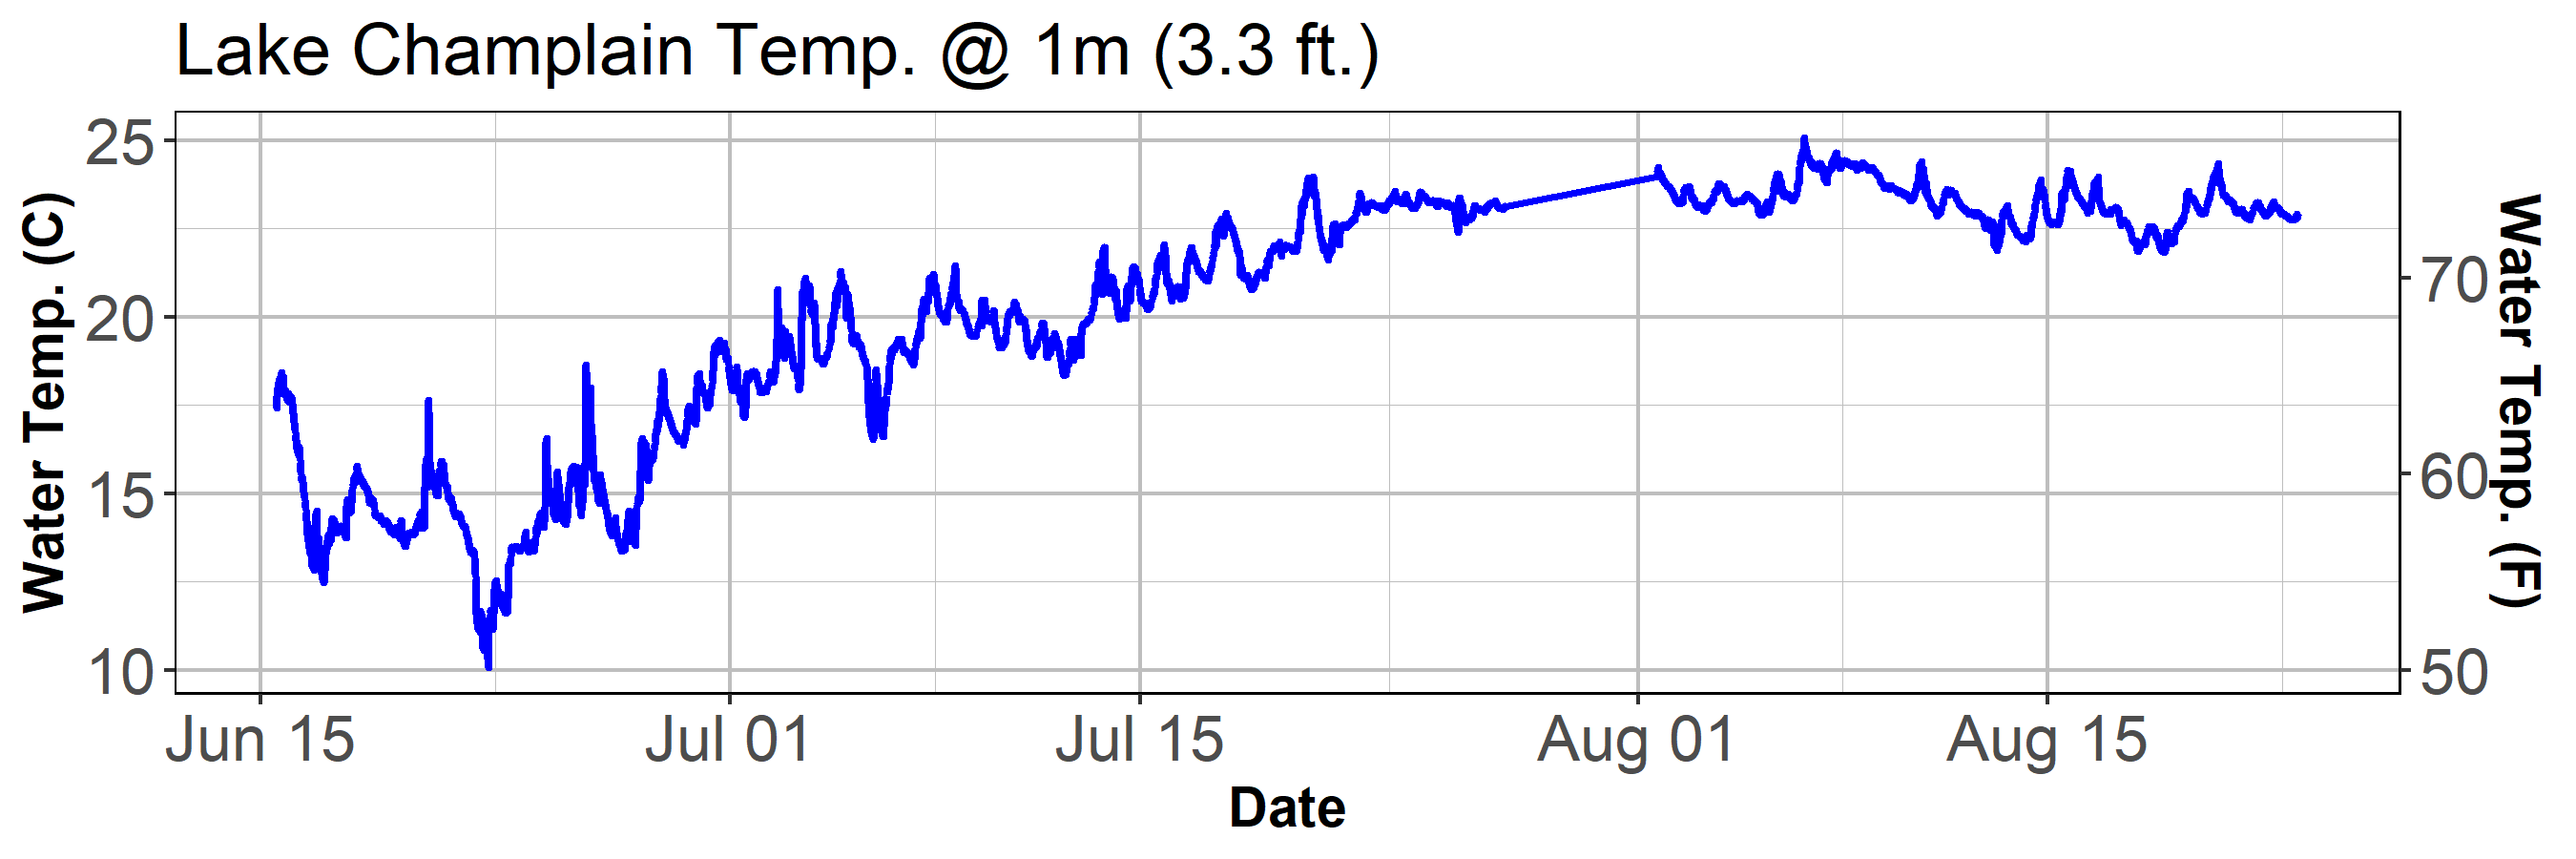 Lake Champlain Temp. @ 1m (3.3 ft.)
Water Temp. (C)
25
20
15
10
70
60
50
Water Temp. (F)
Jun 15
Jul 01
Jul 15
Aug 01
Aug 15
Date